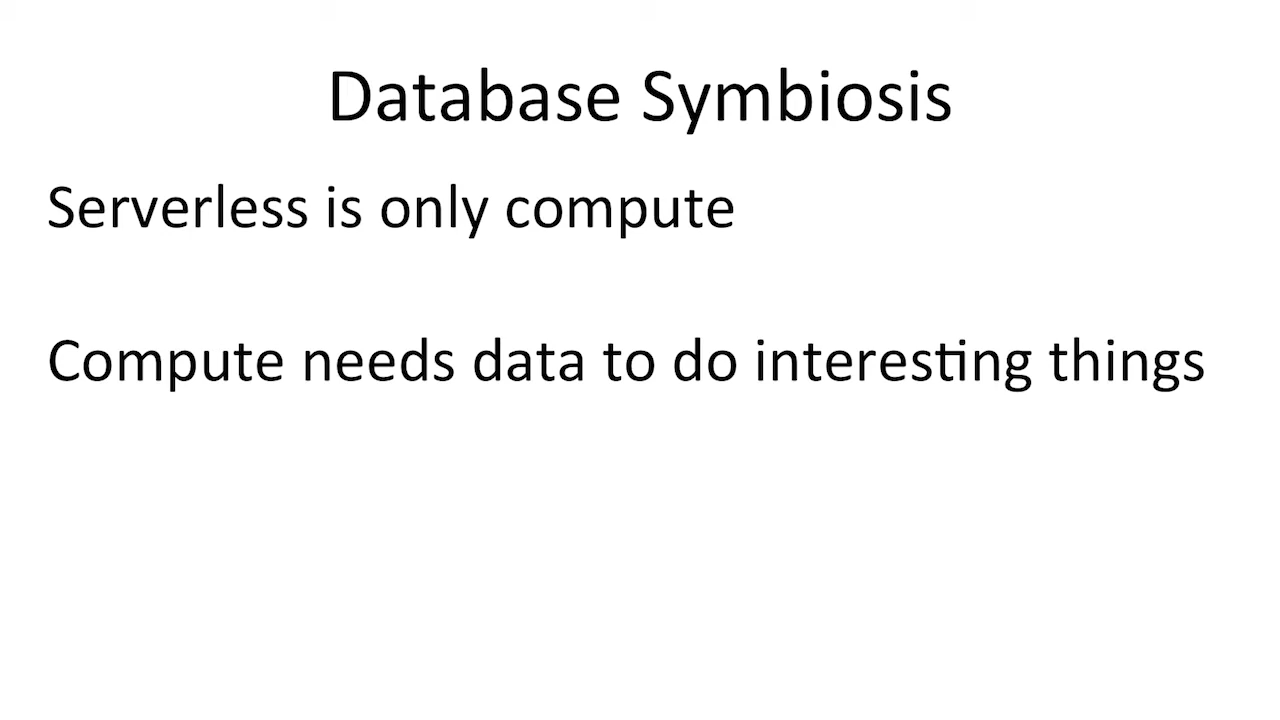 Database Symbiosis
Serverless is only compute
Compute needs data to do interesting things